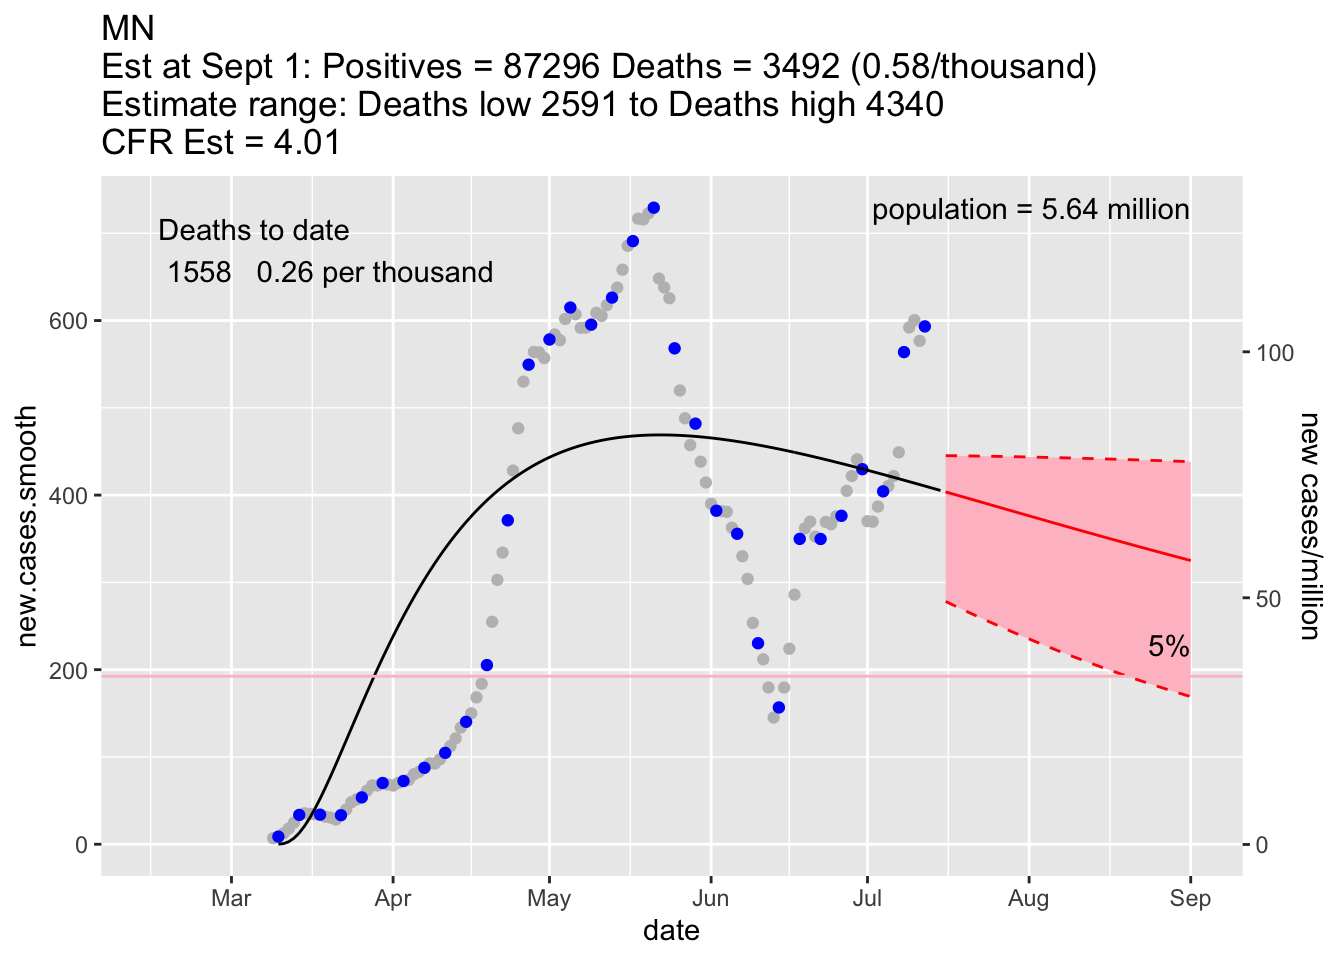 MN
Est at Sept 1: Positives = 87296 Deaths = 3492 (0.58/thousand)
Estimate range: Deaths low 2591 to Deaths high 4340
CFR Est = 4.01
Deaths to date
1558 0.26 per thousand
population = 5.64 million
5%
new.cases.smooth
600
400
200
0
new cases/million
100
50
0
Mar Apr May Jun Jul Aug Sep
date